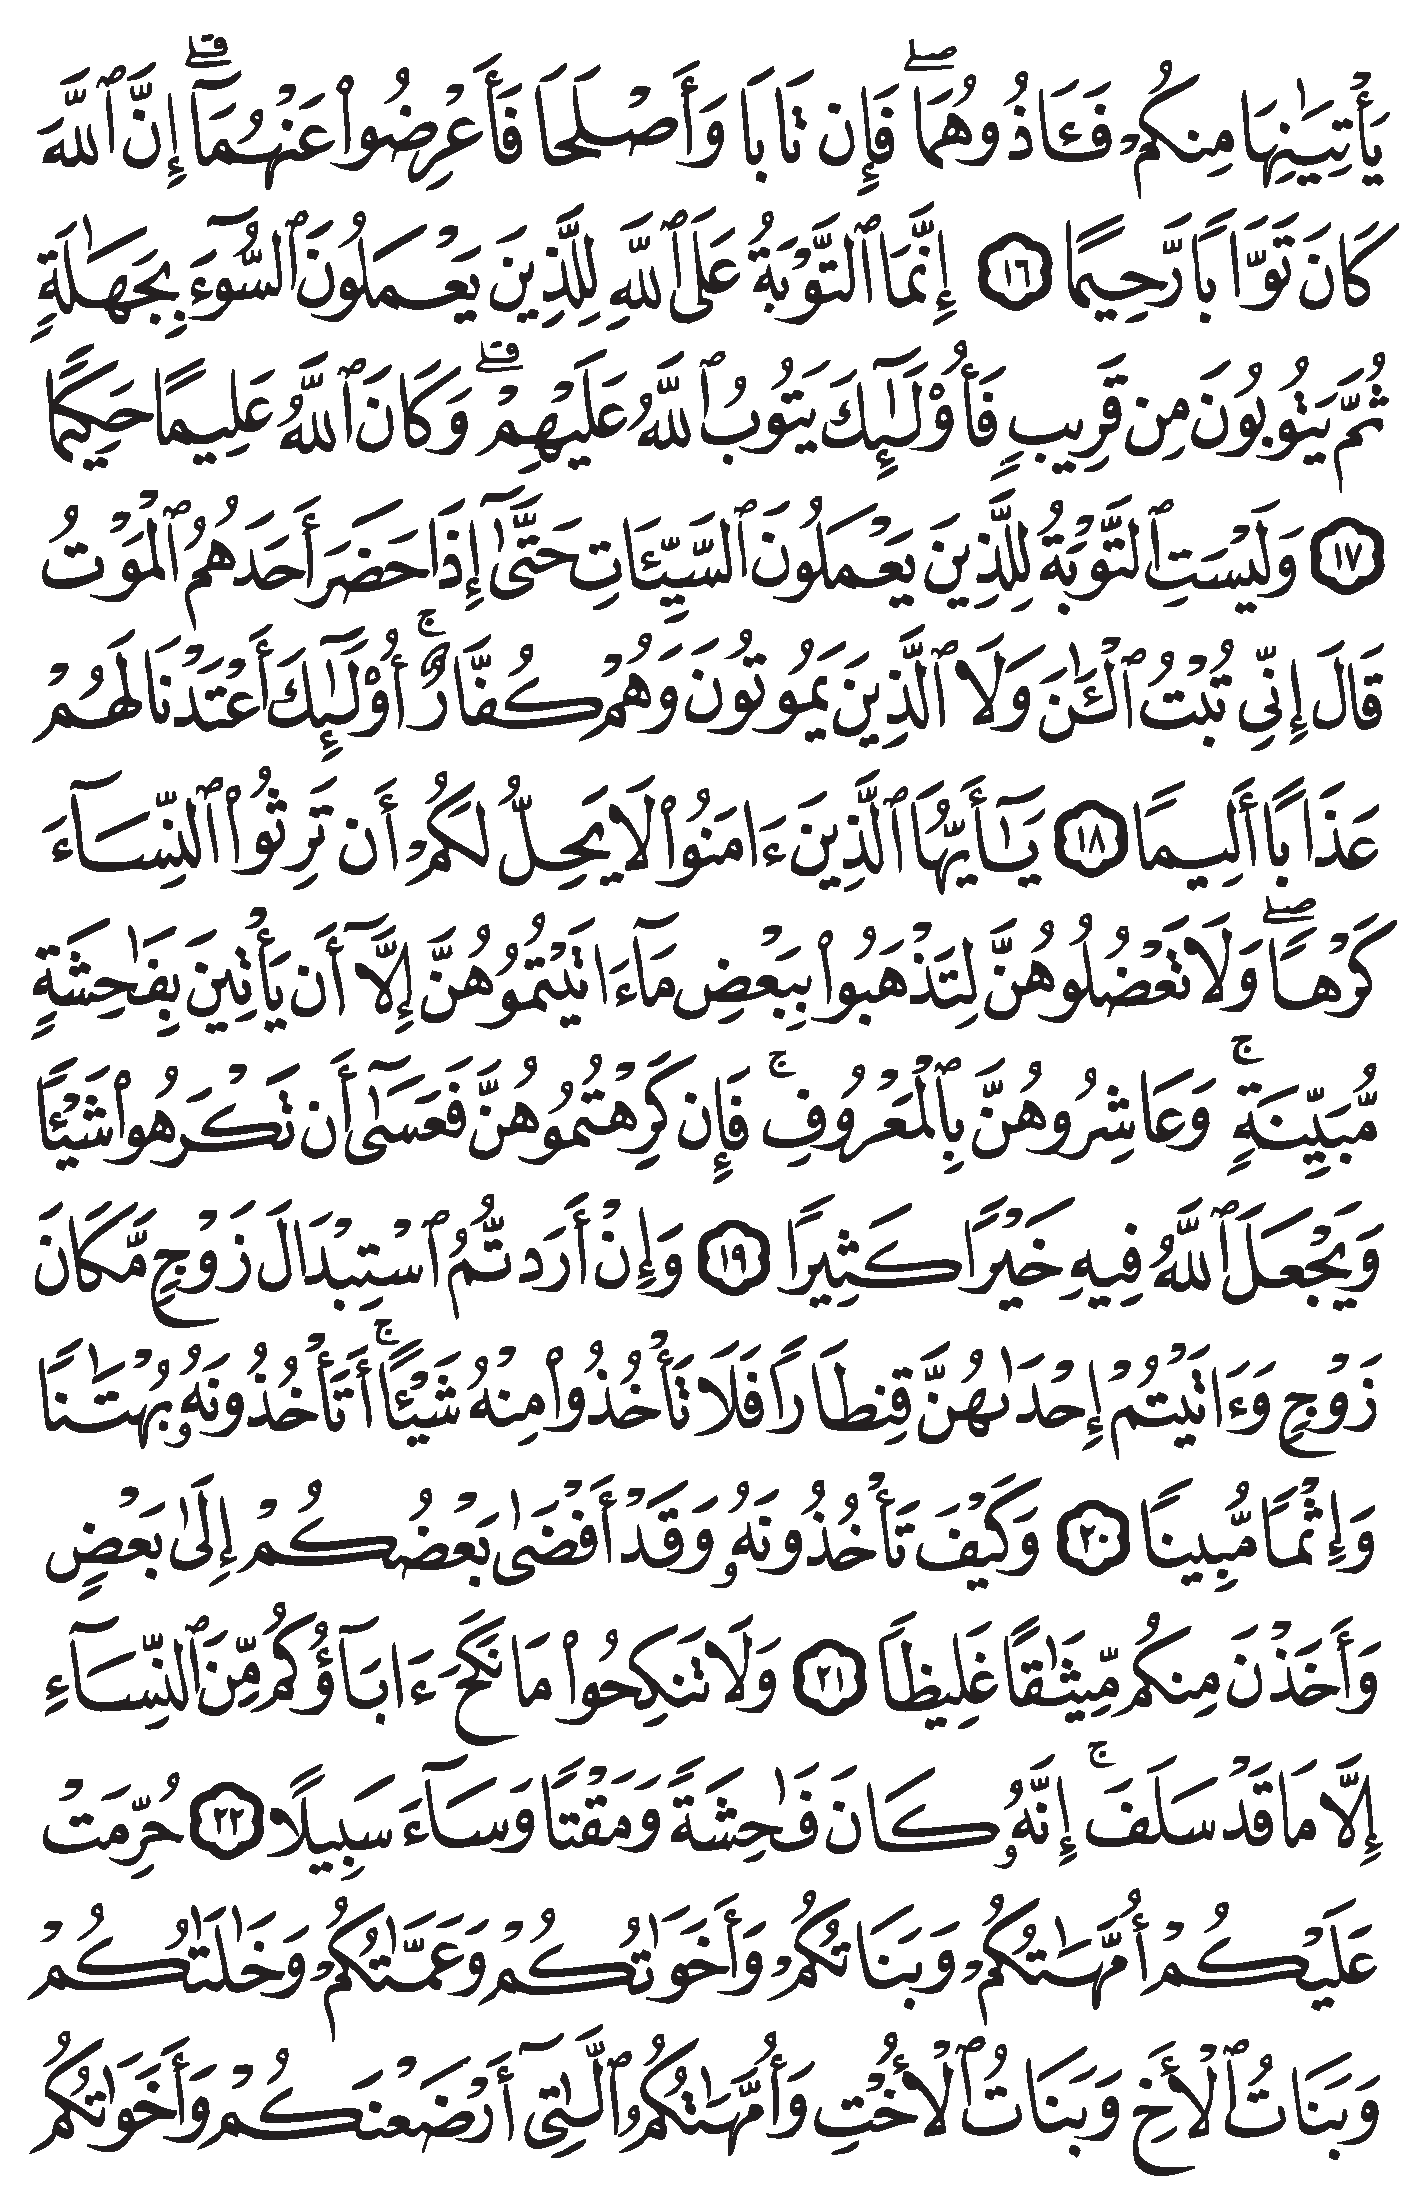 يَأۡتِيَٰنِهَا مِنكُمۡ فَـَٔاذُوهُمَاۖ فَإِن تَابَا وَأَصۡلَحَا فَأَعۡرِضُواْ عَنۡهُمَآۗ إِنَّ ٱللَّهَ
كَانَ تَوَّابٗا رَّحِيمًا ١٦ إِنَّمَا ٱلتَّوۡبَةُ عَلَى ٱللَّهِ لِلَّذِينَ يَعۡمَلُونَ ٱلسُّوٓءَ بِجَهَٰلَةٖ
ثُمَّ يَتُوبُونَ مِن قَرِيبٖ فَأُوْلَٰٓئِكَ يَتُوبُ ٱللَّهُ عَلَيۡهِمۡۗ وَكَانَ ٱللَّهُ عَلِيمًا حَكِيمٗا
١٧ وَلَيۡسَتِ ٱلتَّوۡبَةُ لِلَّذِينَ يَعۡمَلُونَ ٱلسَّيِّـَٔاتِ حَتَّىٰٓ إِذَا حَضَرَ أَحَدَهُمُ ٱلۡمَوۡتُ
قَالَ إِنِّي تُبۡتُ ٱلۡـَٰٔنَ وَلَا ٱلَّذِينَ يَمُوتُونَ وَهُمۡ كُفَّارٌۚ أُوْلَٰٓئِكَ أَعۡتَدۡنَا لَهُمۡ
عَذَابًا أَلِيمٗا ١٨ يَٰٓأَيُّهَا ٱلَّذِينَ ءَامَنُواْ لَا يَحِلُّ لَكُمۡ أَن تَرِثُواْ ٱلنِّسَآءَ
كَرۡهٗاۖ وَلَا تَعۡضُلُوهُنَّ لِتَذۡهَبُواْ بِبَعۡضِ مَآ ءَاتَيۡتُمُوهُنَّ إِلَّآ أَن يَأۡتِينَ بِفَٰحِشَةٖ
مُّبَيِّنَةٖۚ وَعَاشِرُوهُنَّ بِٱلۡمَعۡرُوفِۚ فَإِن كَرِهۡتُمُوهُنَّ فَعَسَىٰٓ أَن تَكۡرَهُواْ شَيۡـٔٗا
وَيَجۡعَلَ ٱللَّهُ فِيهِ خَيۡرٗا كَثِيرٗا ١٩ وَإِنۡ أَرَدتُّمُ ٱسۡتِبۡدَالَ زَوۡجٖ مَّكَانَ
زَوۡجٖ وَءَاتَيۡتُمۡ إِحۡدَىٰهُنَّ قِنطَارٗا فَلَا تَأۡخُذُواْ مِنۡهُ شَيۡـًٔاۚ أَتَأۡخُذُونَهُۥ بُهۡتَٰنٗا
وَإِثۡمٗا مُّبِينٗا ٢٠ وَكَيۡفَ تَأۡخُذُونَهُۥ وَقَدۡ أَفۡضَىٰ بَعۡضُكُمۡ إِلَىٰ بَعۡضٖ
وَأَخَذۡنَ مِنكُم مِّيثَٰقًا غَلِيظٗا ٢١ وَلَا تَنكِحُواْ مَا نَكَحَ ءَابَآؤُكُم مِّنَ ٱلنِّسَآءِ
إِلَّا مَا قَدۡ سَلَفَۚ إِنَّهُۥ كَانَ فَٰحِشَةٗ وَمَقۡتٗا وَسَآءَ سَبِيلًا ٢٢ حُرِّمَتۡ
عَلَيۡكُمۡ أُمَّهَٰتُكُمۡ وَبَنَاتُكُمۡ وَأَخَوَٰتُكُمۡ وَعَمَّٰتُكُمۡ وَخَٰلَٰتُكُمۡ
وَبَنَاتُ ٱلۡأَخِ وَبَنَاتُ ٱلۡأُخۡتِ وَأُمَّهَٰتُكُمُ ٱلَّٰتِيٓ أَرۡضَعۡنَكُمۡ وَأَخَوَٰتُكُم